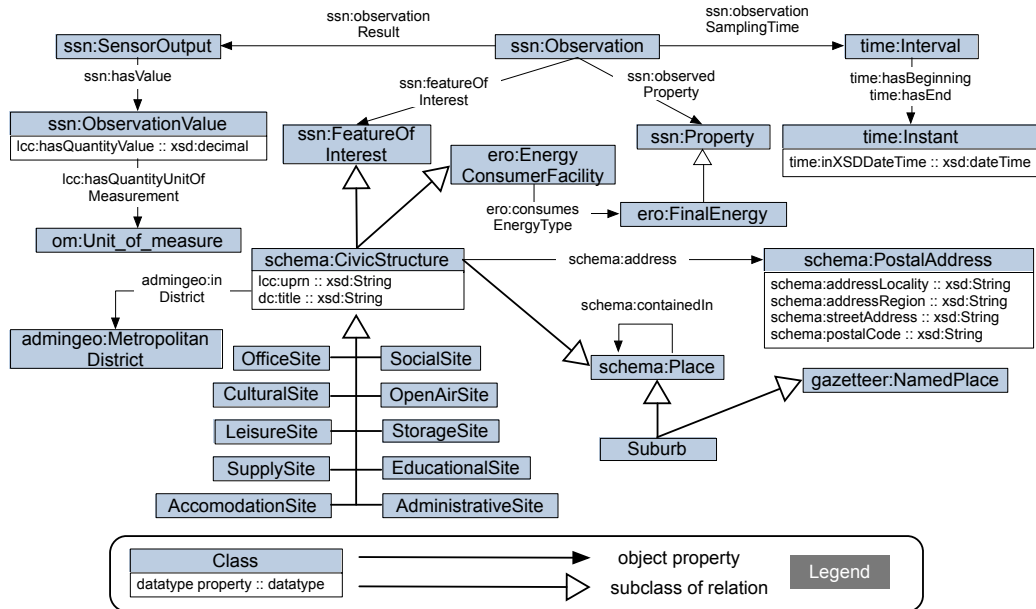 ssn:observation
Result
ssn:observation
SamplingTime
ssn:SensorOutput
ssn:Observation
time:Interval
ssn:hasValue
ssn:featureOf
Interest
ssn:observed
Property
time:hasBeginning
time:hasEnd
ssn:ObservationValue
lcc:hasQuantityValue :: xsd:decimal
ssn:FeatureOf
Interest
ssn:Property
time:Instant
time:inXSDDateTime :: xsd:dateTime
ero:Energy
ConsumerFacility
lcc:hasQuantityUnitOf
Measurement
ero:consumes
EnergyType
ero:FinalEnergy
om:Unit_of_measure
schema:CivicStructure
lcc:uprn :: xsd:String
dc:title :: xsd:String
schema:address
schema:PostalAddress
schema:addressLocality :: xsd:String
schema:addressRegion :: xsd:String
schema:streetAddress :: xsd:String
schema:postalCode :: xsd:String
admingeo:in
District
schema:containedIn
admingeo:Metropolitan
District
OfficeSite
SocialSite
schema:Place
gazetteer:NamedPlace
CulturalSite
OpenAirSite
LeisureSite
StorageSite
Suburb
SupplySite
EducationalSite
AccomodationSite
AdministrativeSite
Class
datatype property :: datatype
object property
subclass of relation
Legend